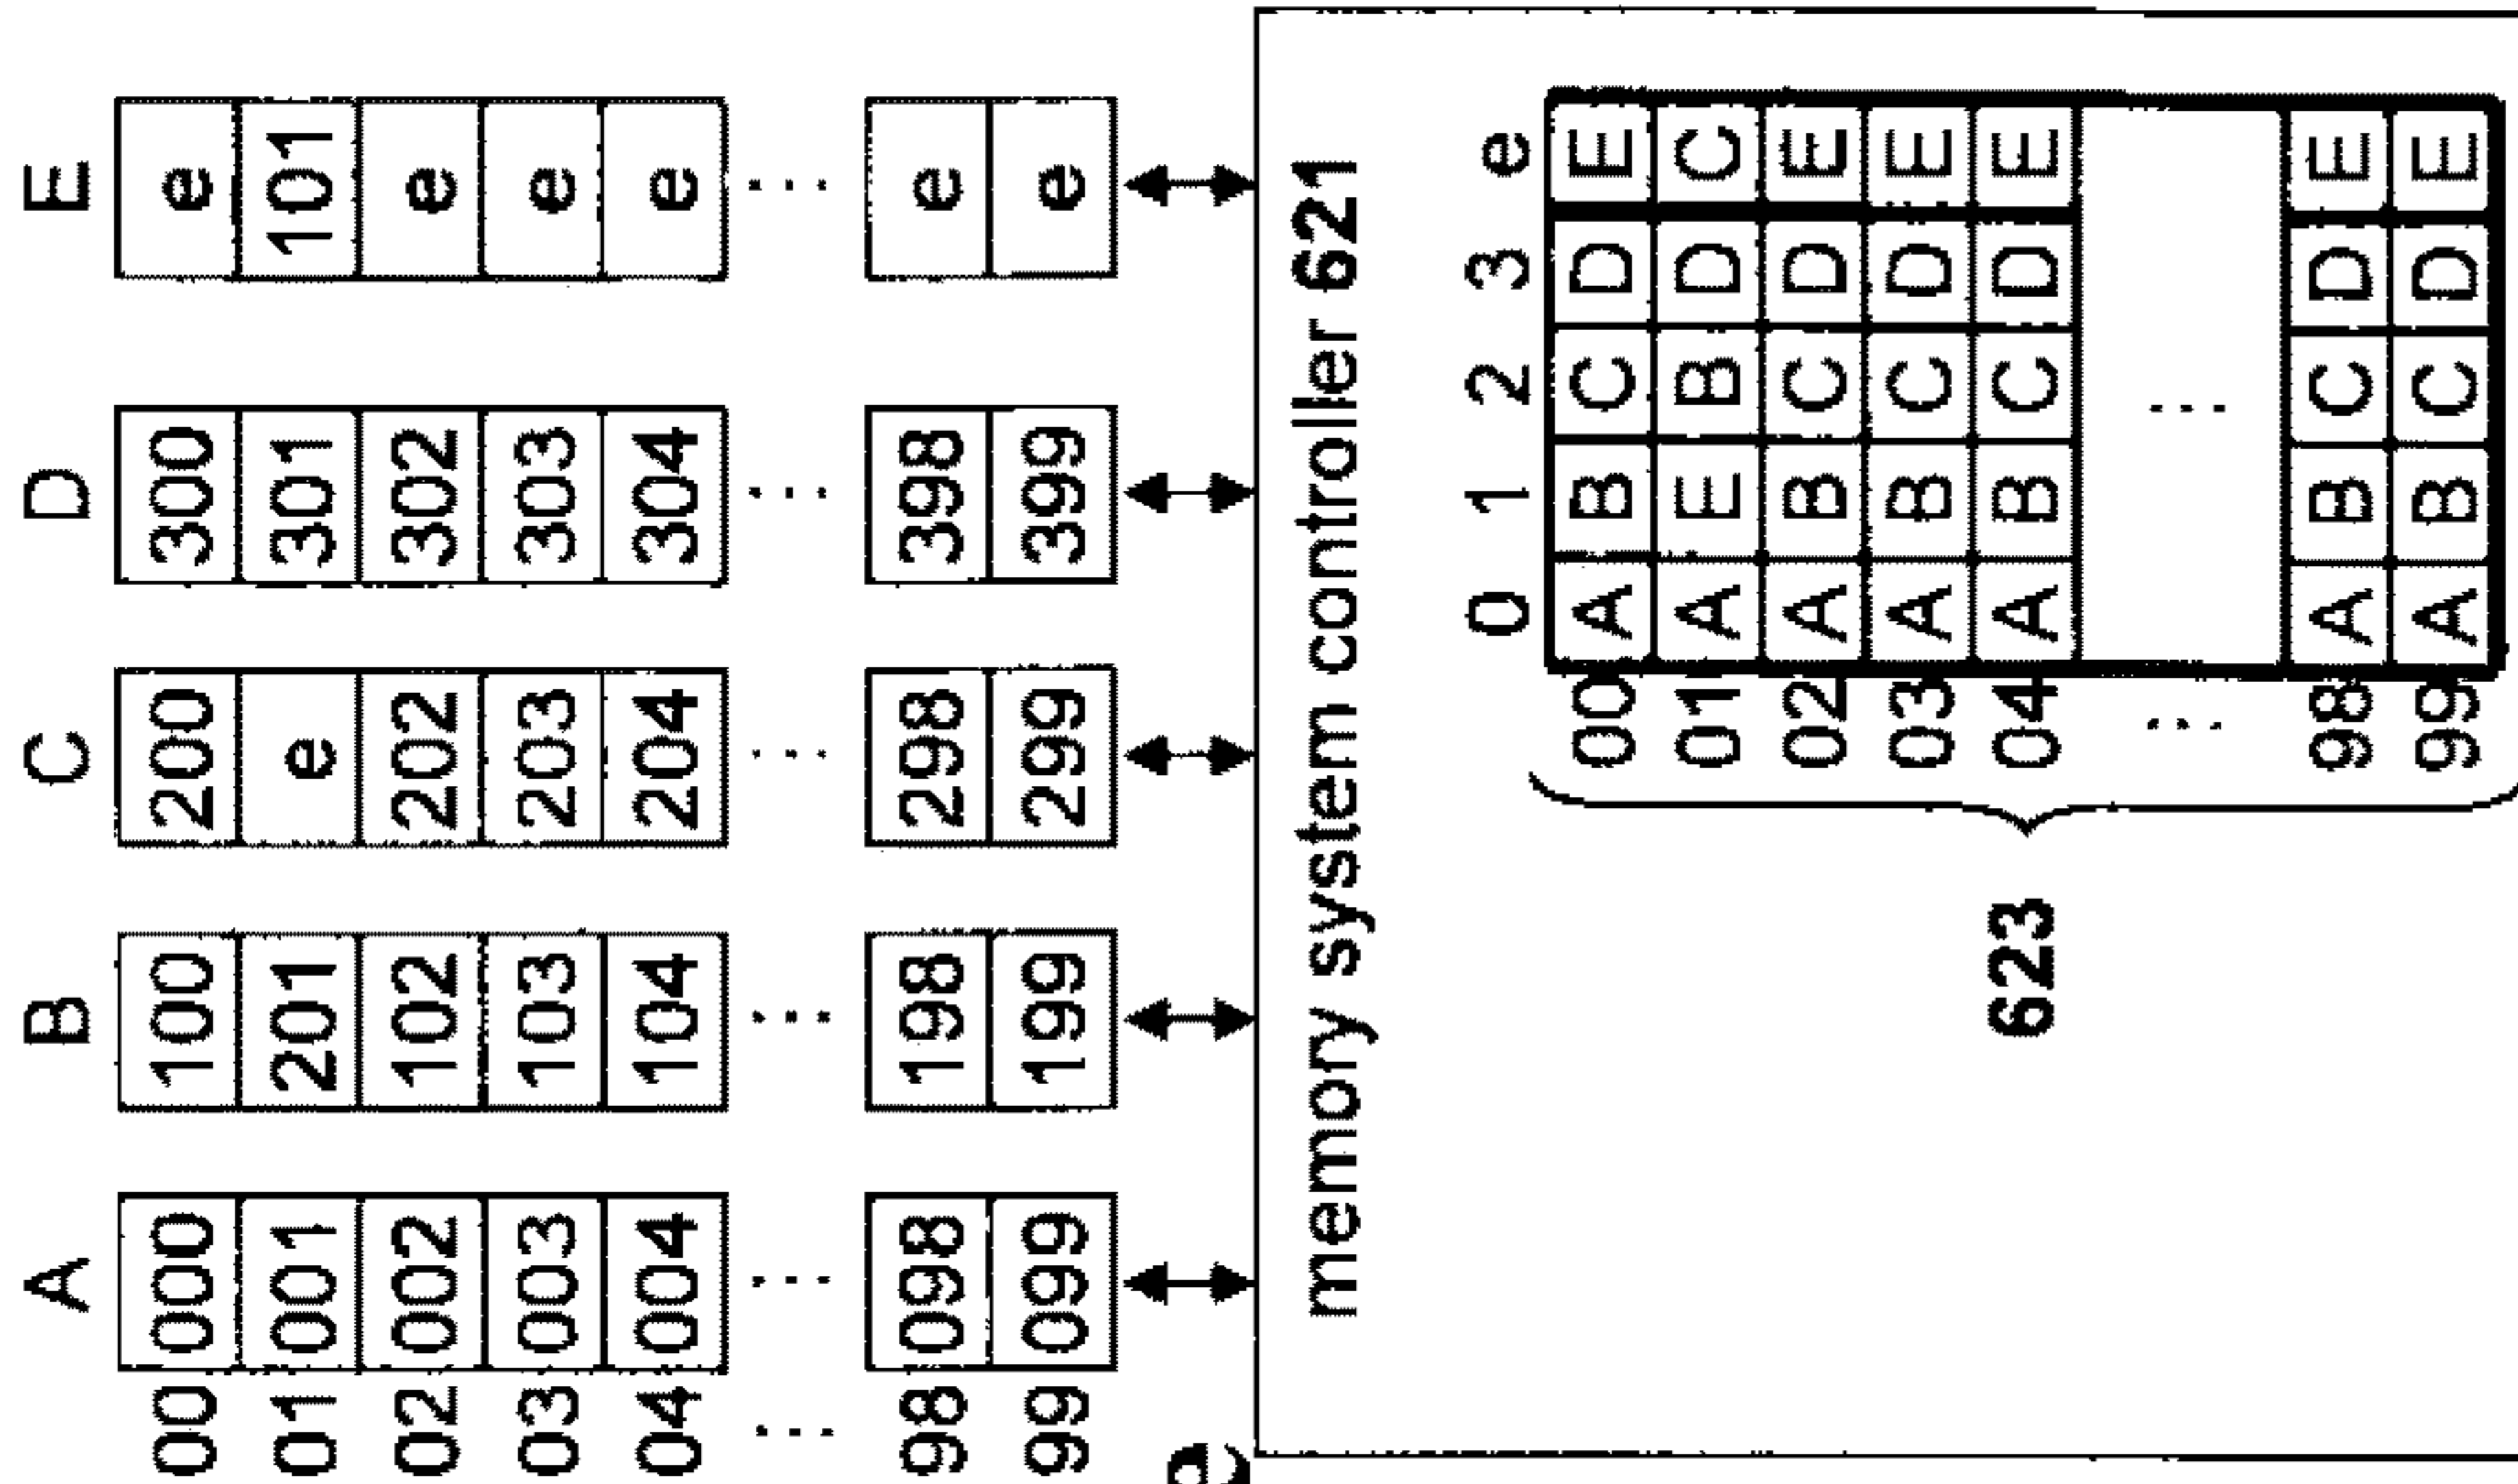 A B C D E
00 000 100 200 300 e
01 001 201 e 301 101
02 002 102 202 302 e
03 003 103 203 303 e
04 004 104 204 304 e
... ... ... ... ... ...
98 098 198 298 398 e
99 099 199 299 399 e
memory system controller 621
0 1 2 3 e
00 A B C D E
01 A E B D C
02 A B C D E
03 A B C D E
623 04 A B C D E
... ...
98 A B C D E
99 A B C D E